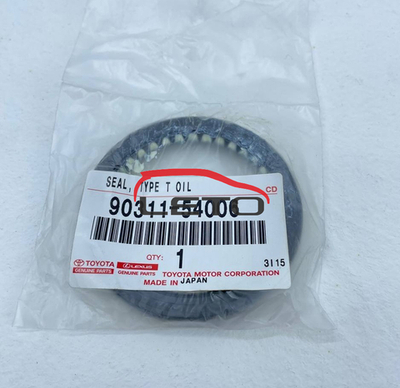 SEAL, TYPE T OIL CD
90311-54006
QTY: 1
TOYOTA GENUINE PARTS LEXUS GENUINE PARTS TOYOTA MOTOR CORPORATION 3115
MADE IN JAPAN